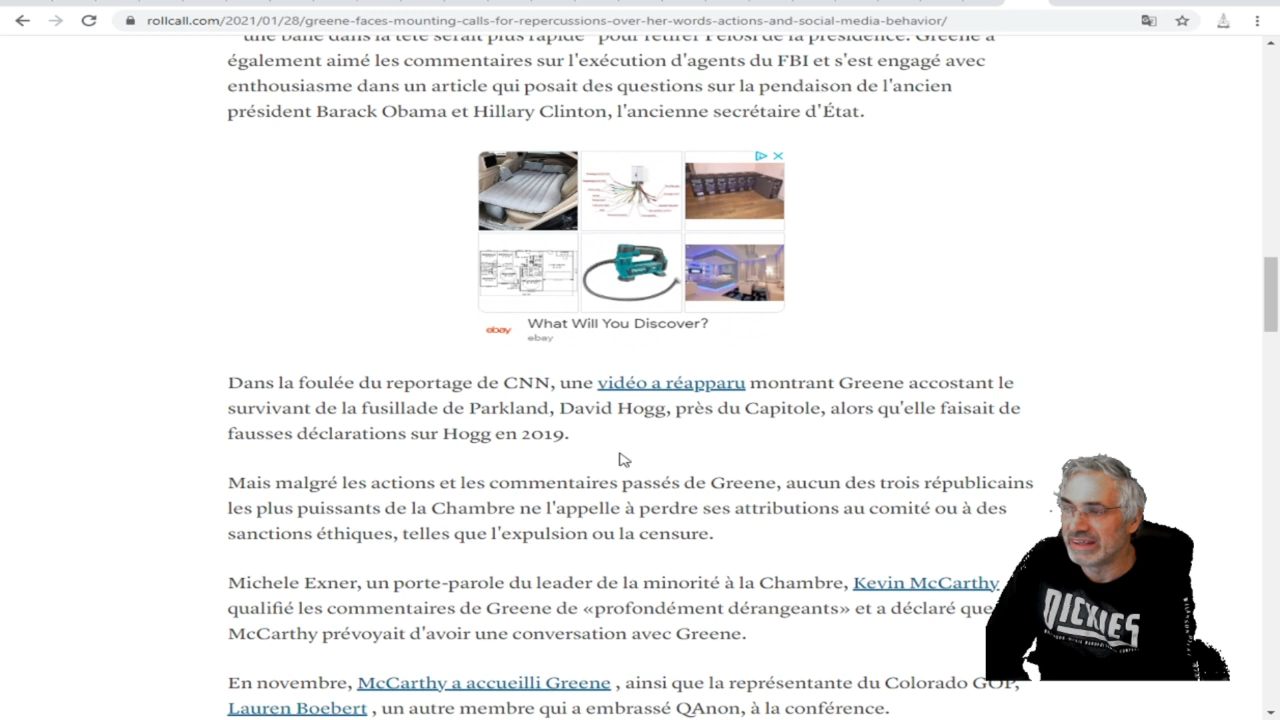 rollcall.com/2021/01/28/greene-faces-mounting-calls-for-repercussions-over-her-words-actions-and-social-media-behavior/
"une balle dans la tête serait plus rapide" pour retirer Pelosi de la présidence. Greene a
également aimé les commentaires sur l'exécution d'agents du FBI et s'est engagé avec
enthousiasme dans un article qui posait des questions sur la pendaison de l'ancien
président Barack Obama et Hillary Clinton, l'ancienne secrétaire d'État.
ebay
What Will You Discover?
ebay
Dans la foulée du reportage de CNN, une vidéo a réapparu montrant Greene accostant le
survivant de la fusillade de Parkland, David Hogg, près du Capitole, alors qu'elle faisait de
fausses déclarations sur Hogg en 2019.
Mais malgré les actions et les commentaires passés de Greene, aucun des trois républicains
les plus puissants de la Chambre ne l'appelle à perdre ses attributions au comité ou à des
sanctions éthiques, telles que l'expulsion ou la censure.
Michele Exner, un porte-parole du leader de la minorité à la Chambre, Kevin McCarthy
qualifié les commentaires de Greene de «profondément dérangeants» et a déclaré que
McCarthy prévoyait d'avoir une conversation avec Greene.
En novembre, McCarthy a accueilli Greene , ainsi que la représentante du Colorado GOP,
Lauren Boebert , un autre membre qui a embrassé QAnon, à la conférence.
DICKIES